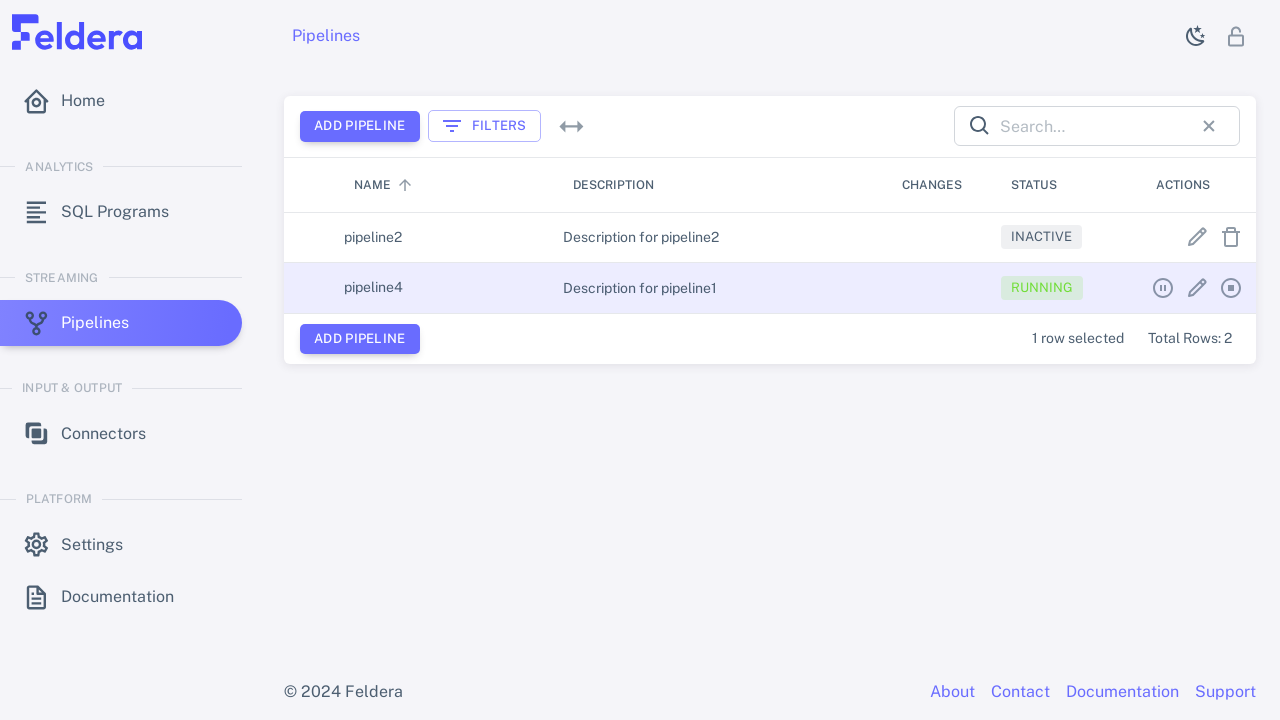 Feldera
Pipelines
Home
ANALYTICS
SQL Programs
STREAMING
Pipelines
INPUT & OUTPUT
Connectors
PLATFORM
Settings
Documentation
ADD PIPELINE
FILTERS
Search...
NAME DESCRIPTION CHANGES STATUS ACTIONS
pipeline2 Description for pipeline2 INACTIVE
pipeline4 Description for pipeline1 RUNNING
ADD PIPELINE 1 row selected Total Rows: 2
© 2024 Feldera About Contact Documentation Support